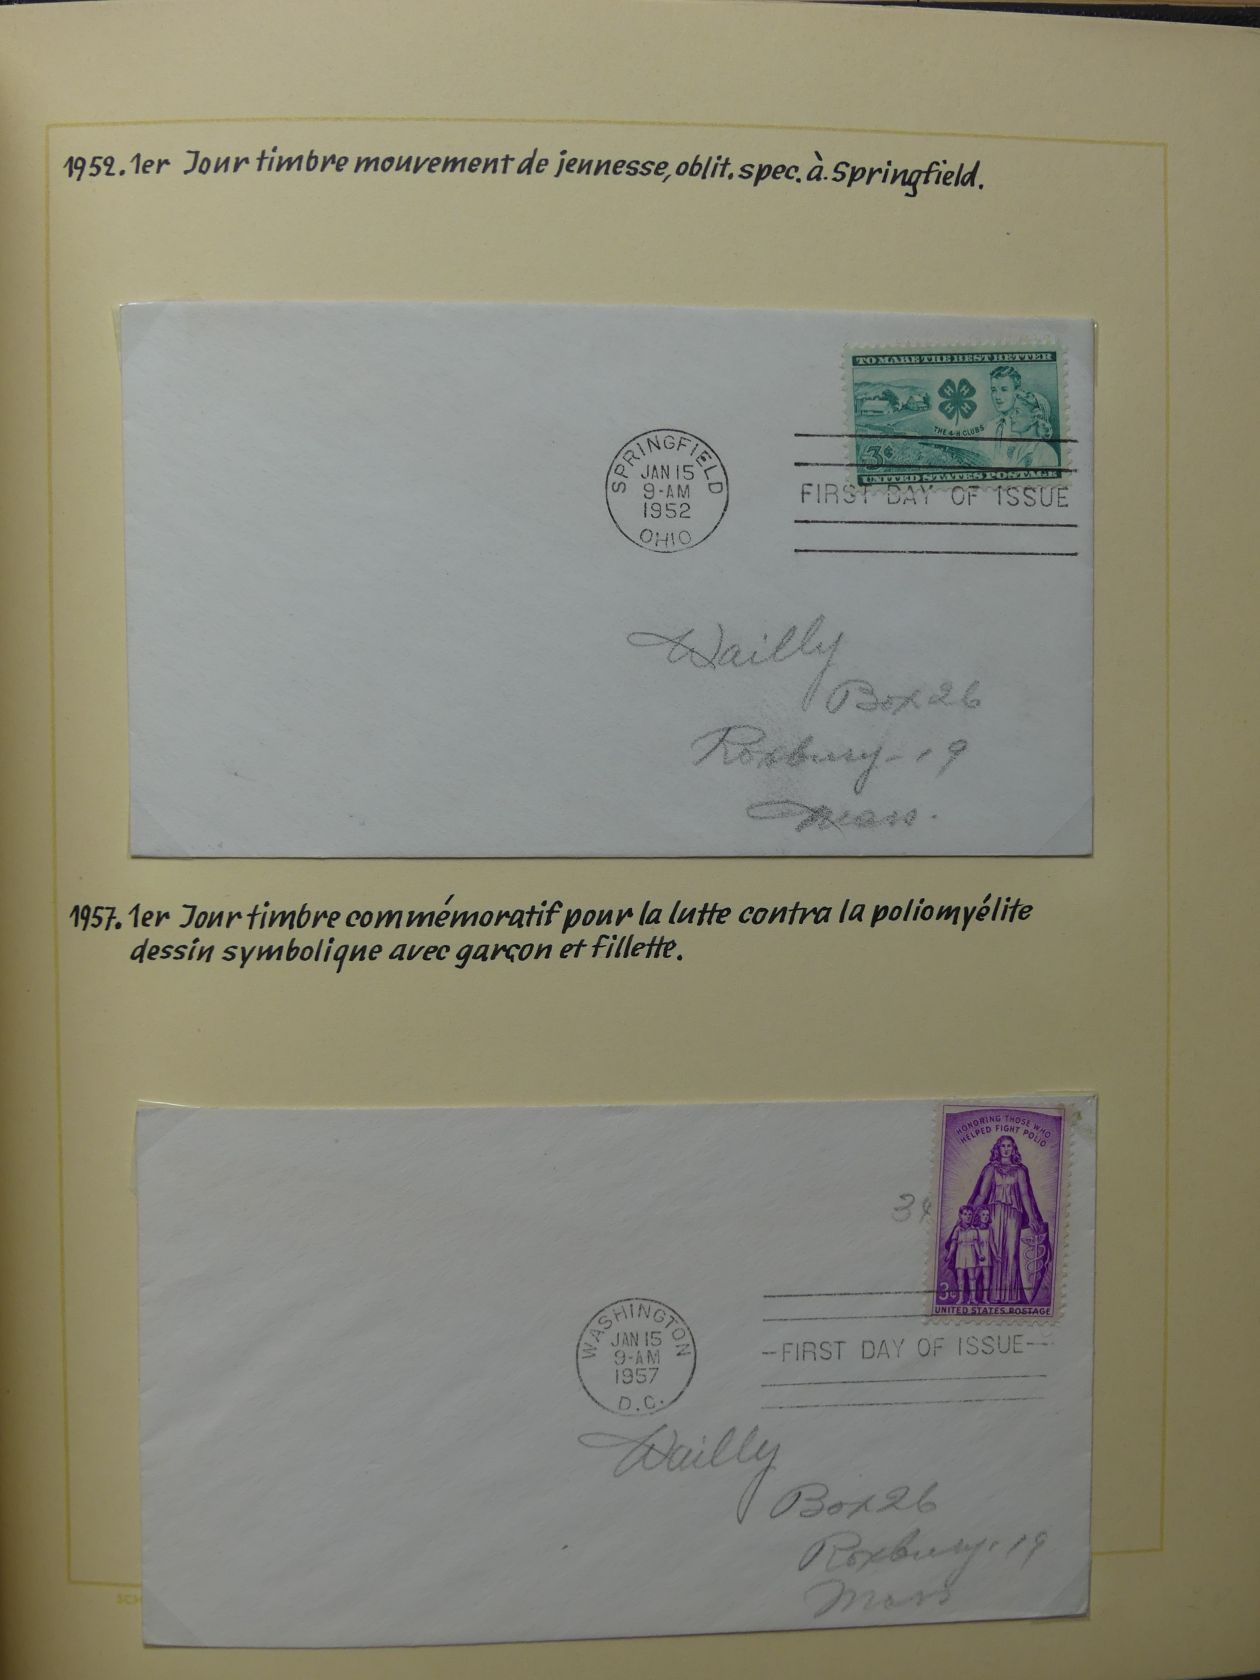 1952. 1er Jour timbre mouvement de jennesse, oblit. spec. à. Springfield.
TO MAKE THE BEST BETTER
H H H H
THE 4-H CLUBS
3¢
UNITED STATES POSTAGE
SPRINGFIELD
JAN 15
9-AM
1952
OHIO
FIRST DAY OF ISSUE
Wailly
Box 26
Roxbury-19
Mass.
1957. 1er Jour timbre commémoratif pour la lutte contra la poliomyélite
dessin symbolique avec garçon et fillette.
HONORING THOSE WHO
HELPED FIGHT POLIO
3¢
3¢
UNITED STATES POSTAGE
WASHINGTON
JAN 15
9-AM
1957
D.C.
-FIRST DAY OF ISSUE-
Wailly
Box 26
Roxbury-19
Mass
SCH